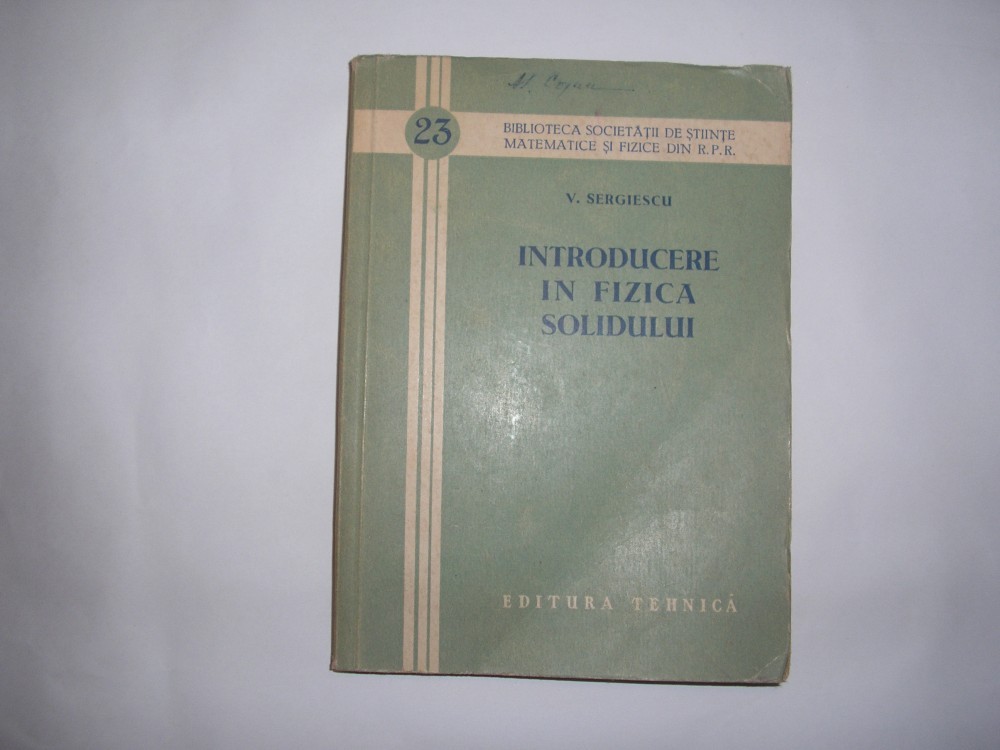 23
BIBLIOTECA SOCIETĂȚII DE ȘTIINȚE
MATEMATICE ȘI FIZICE DIN R.P.R.
V. SERGIESCU
INTRODUCERE
IN FIZICA
SOLIDULUI
EDITURA TEHNICĂ